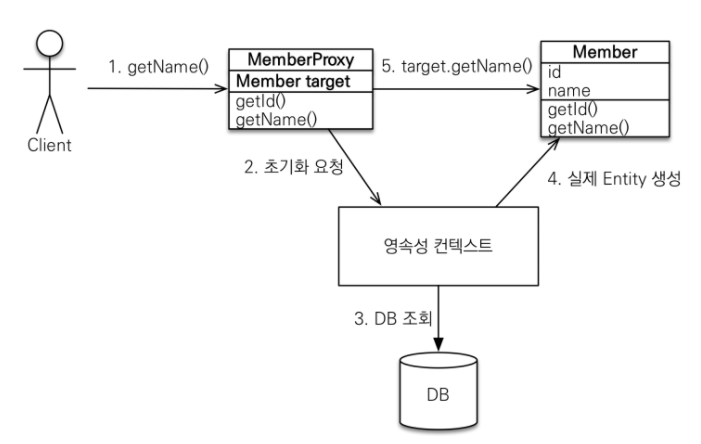 1. getName()
MemberProxy
Member target
getId()
getName()
5. target.getName()
Member
id
name
getId()
getName()
Client
2. 초기화 요청
4. 실제 Entity 생성
영속성 컨텍스트
3. DB 조회
DB